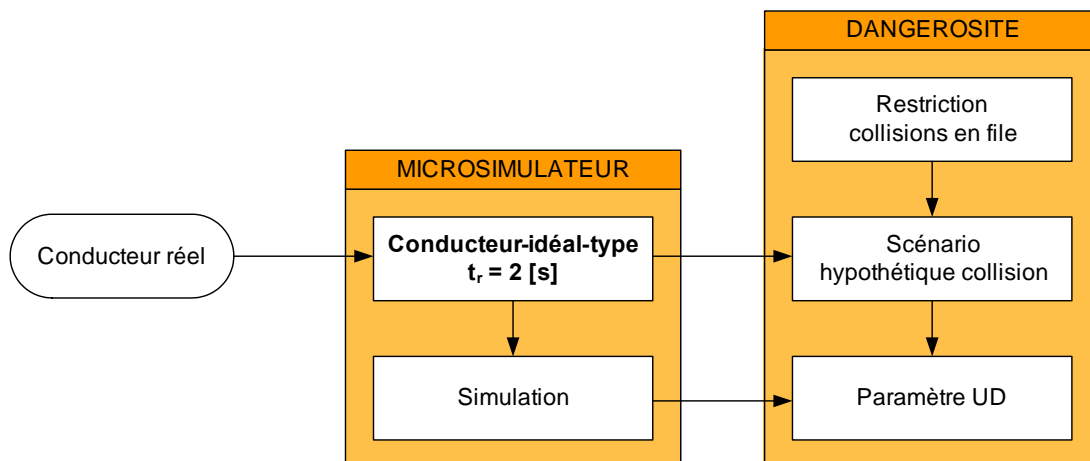 DANGEROSITE
Restriction
collisions en file
MICROSIMULATEUR
Conducteur réel
Conducteur-idéal-type
tᵣ = 2 [s]
Scénario
hypothétique collision
Simulation
Paramètre UD